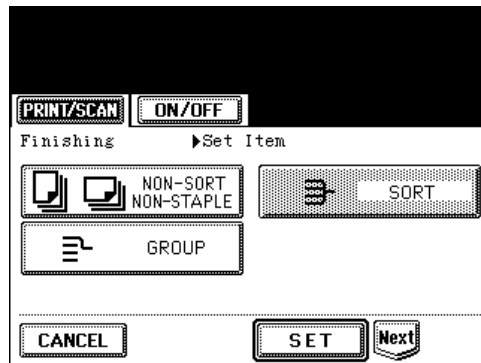 PRINT/SCAN ON/OFF
Finishing ▶Set Item
NON-SORT
NON-STAPLE
SORT
GROUP
CANCEL SET Next